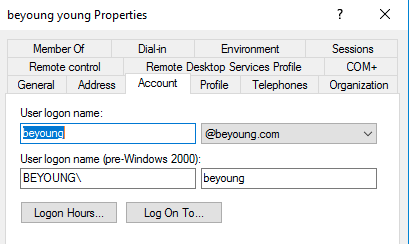 beyoung young Properties ? ×
Member Of Dial-in Environment Sessions
Remote control Remote Desktop Services Profile COM+
General Address Account Profile Telephones Organization
User logon name:
beyoung @beyoung.com
User logon name (pre-Windows 2000):
BEYOUNG\ beyoung
Logon Hours... Log On To...